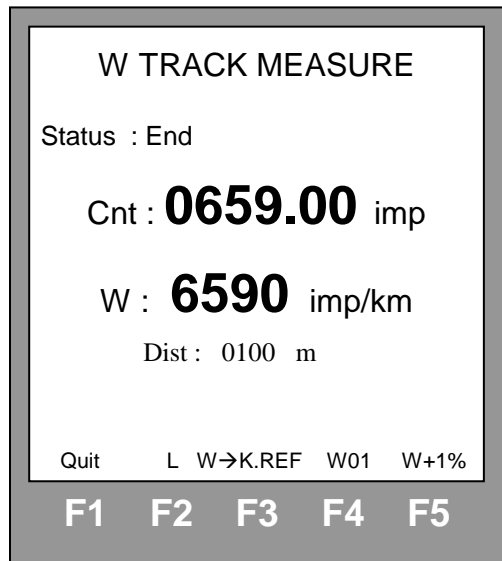 W TRACK MEASURE
Status : End
Cnt : 0659.00 imp
W : 6590 imp/km
Dist : 0100 m
Quit L W→K.REF W01 W+1%
F1 F2 F3 F4 F5